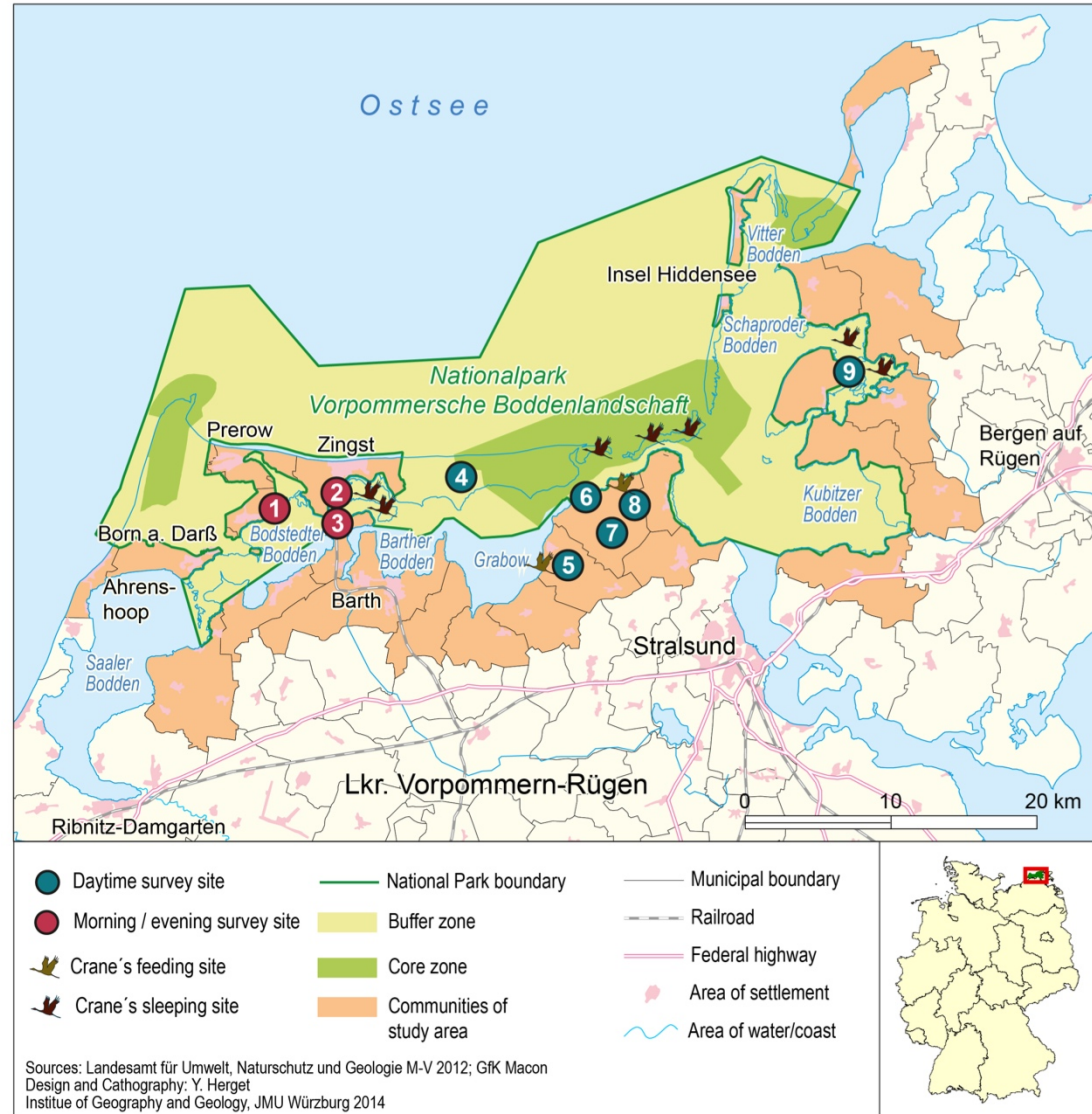 Ostsee
Vitter
Bodden
Insel Hiddensee
Schaproder
Bodden
9
Nationalpark
Vorpommersche Boddenlandschaft
Prerow
Zingst
Bergen auf
Rügen
4
2
1
6
8
Kubitzer
Bodden
3
7
Born a. Darß
Bodstedter
Bodden
Barther
Bodden
Grabow
5
Ahrens-
hoop
Barth
Stralsund
Saaler
Bodden
Lkr. Vorpommern-Rügen
0 10 20 km
Ribnitz-Damgarten
Daytime survey site
Morning / evening survey site
Crane´s feeding site
Crane´s sleeping site
National Park boundary
Buffer zone
Core zone
Communities of
study area
Municipal boundary
Railroad
Federal highway
Area of settlement
Area of water/coast
Sources: Landesamt für Umwelt, Naturschutz und Geologie M-V 2012; GfK Macon
Design and Cathography: Y. Herget
Institue of Geography and Geology, JMU Würzburg 2014